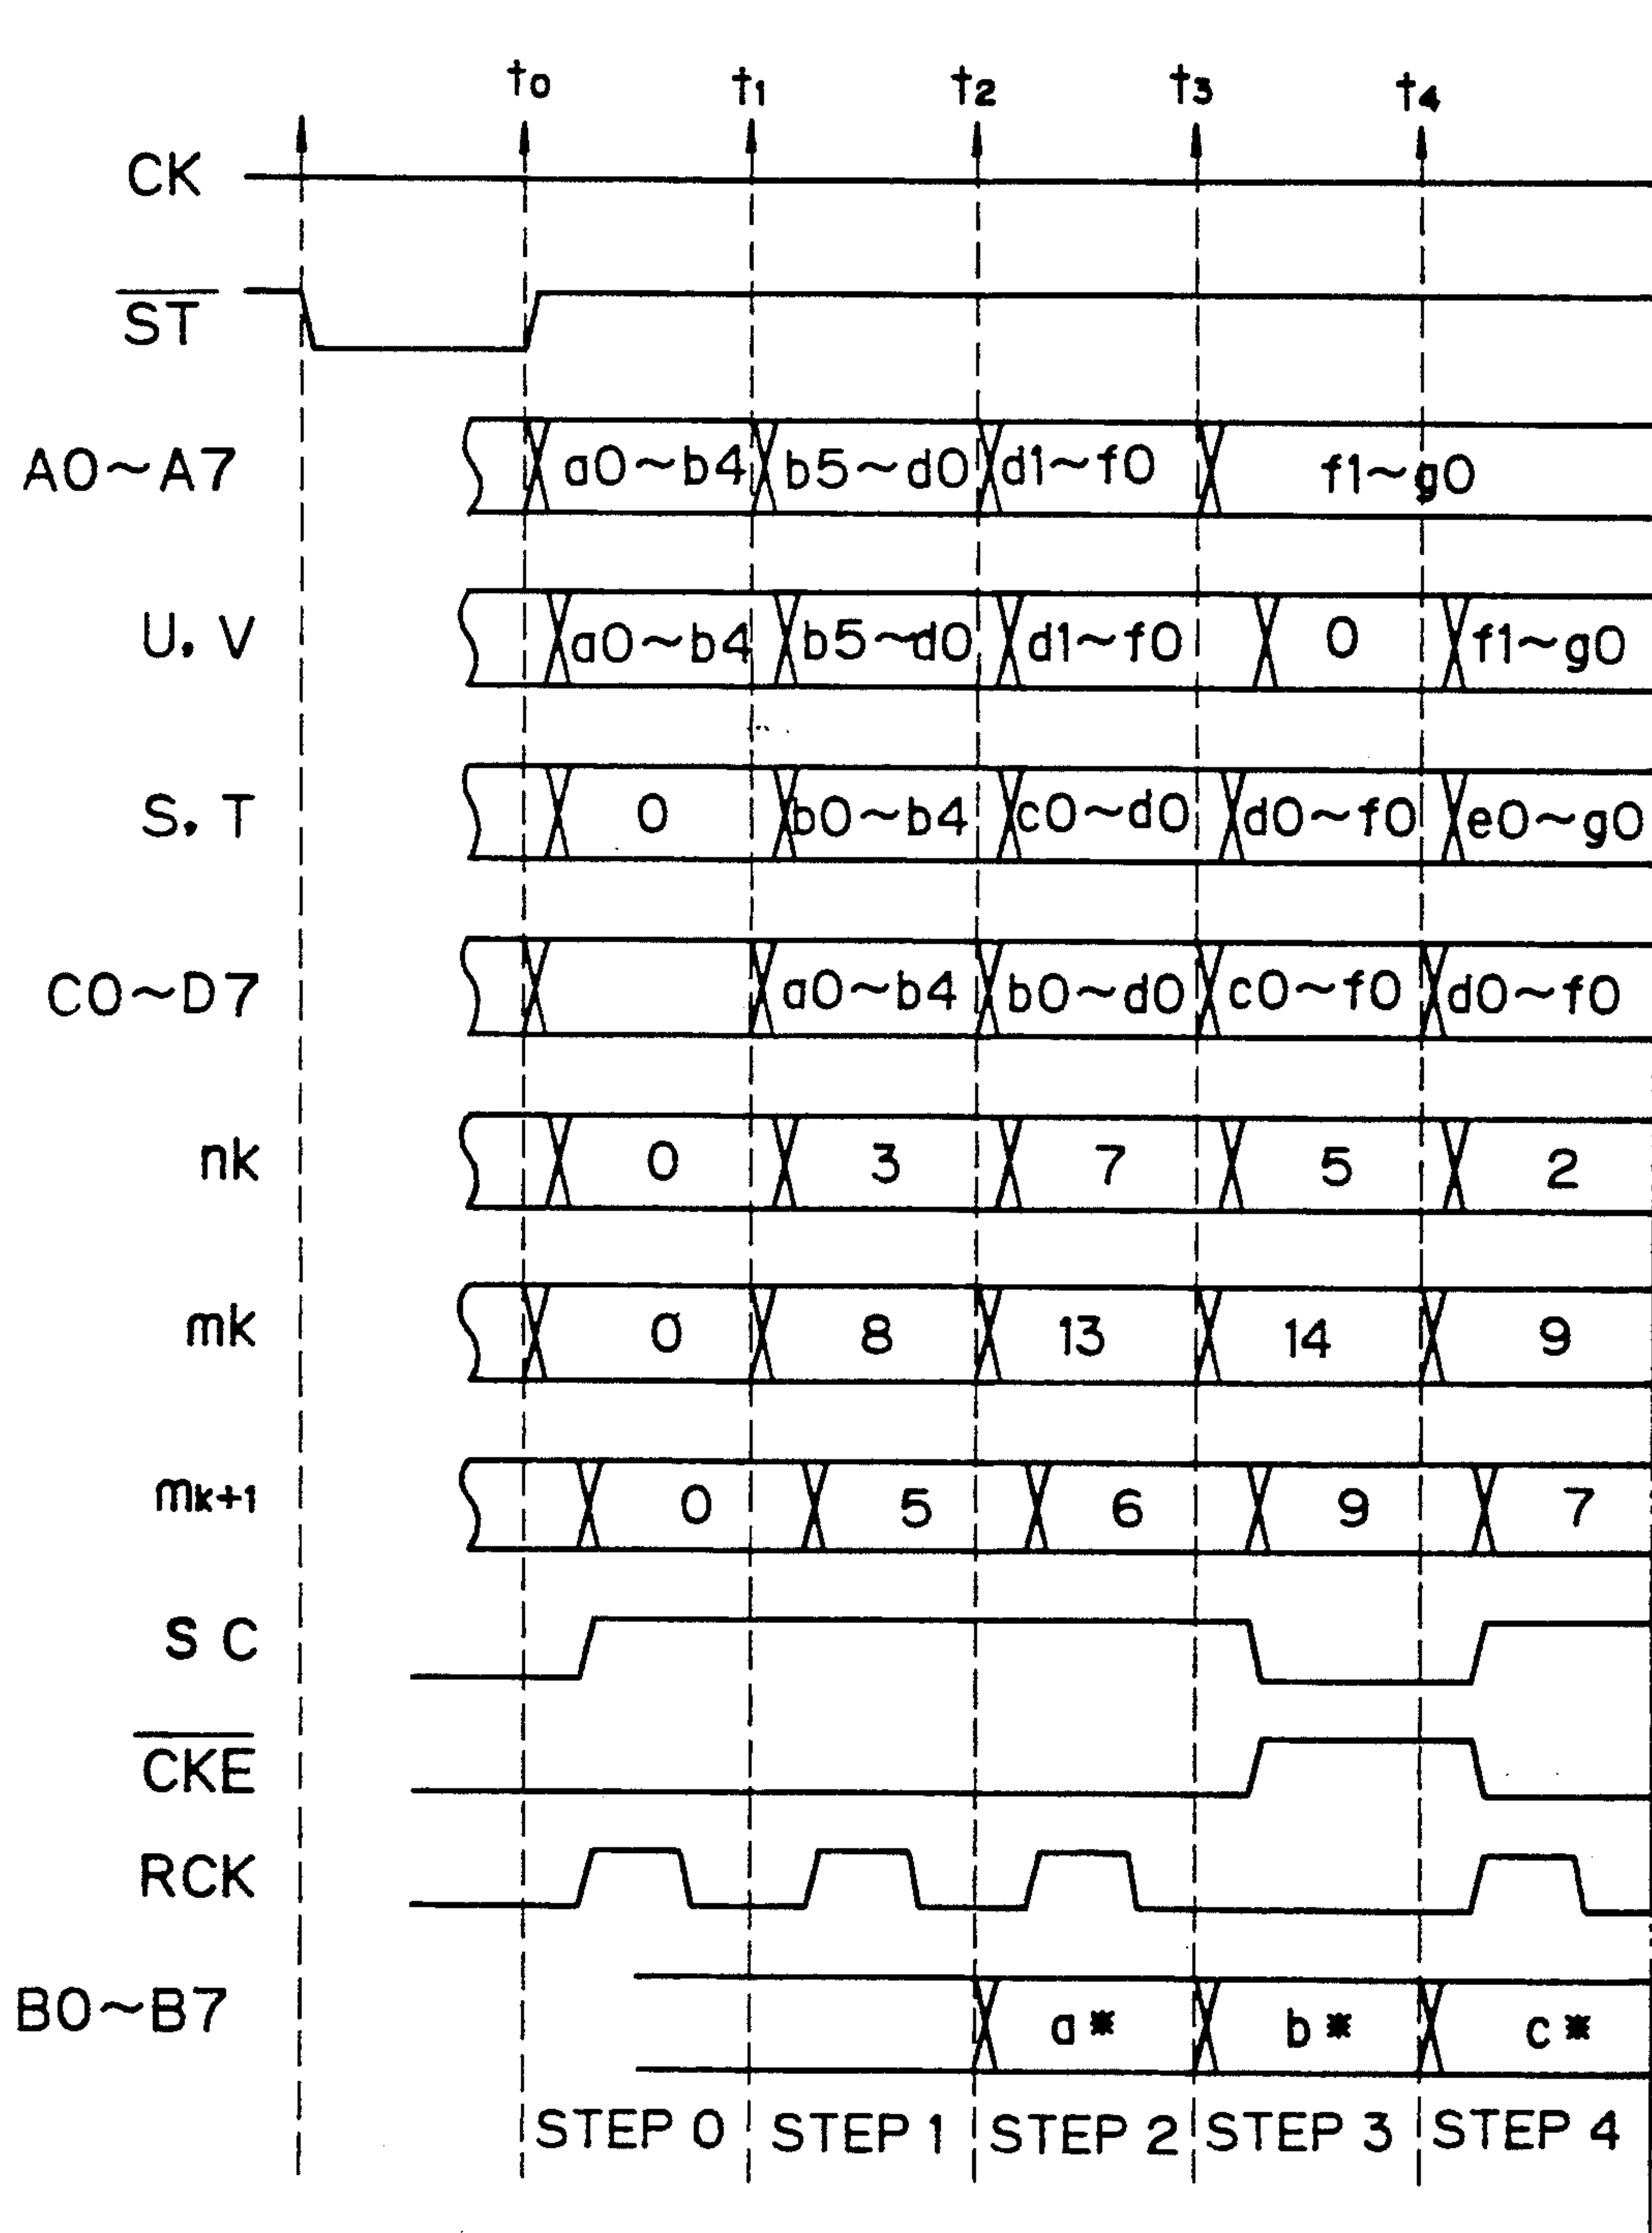 t0 t1 t2 t3 t4
CK
ST
A0~A7 a0~b4 b5~d0 d1~f0 f1~g0
U, V a0~b4 b5~d0 d1~f0 0 f1~g0
S, T 0 b0~b4 c0~d0 d0~f0 e0~g0
C0~D7 a0~b4 b0~d0 c0~f0 d0~f0
nk 0 3 7 5 2
mk 0 8 13 14 9
mk+1 0 5 6 9 7
S C
CKE
RCK
B0~B7 a* b* c*
STEP 0 STEP 1 STEP 2 STEP 3 STEP 4